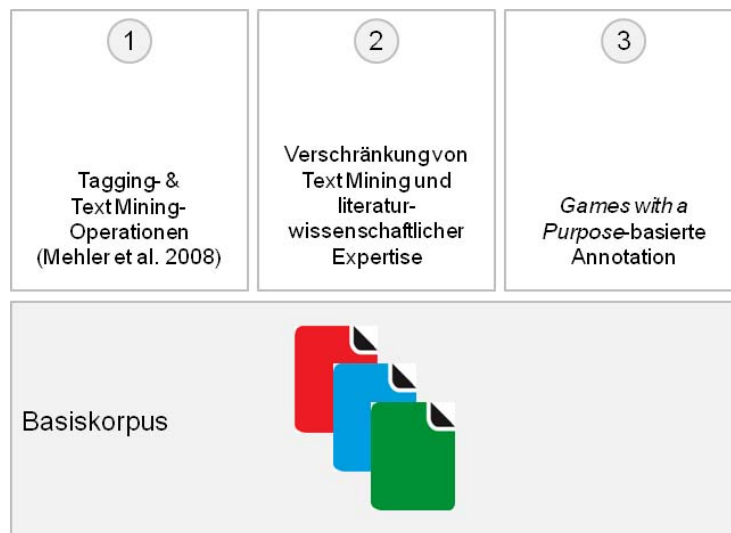 1
Tagging- &
Text Mining-
Operationen
(Mehler et al. 2008)
2
Verschränkung von
Text Mining und
literatur-
wissenschaftlicher
Expertise
3
Games with a
Purpose-basierte
Annotation
Basiskorpus